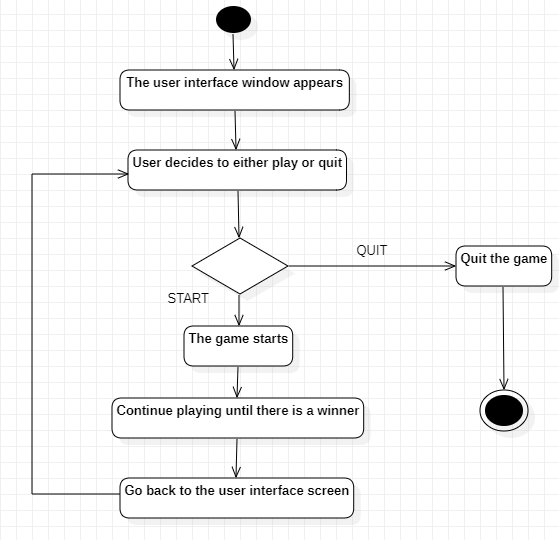 The user interface window appears
User decides to either play or quit
QUIT
Quit the game
START
The game starts
Continue playing until there is a winner
Go back to the user interface screen